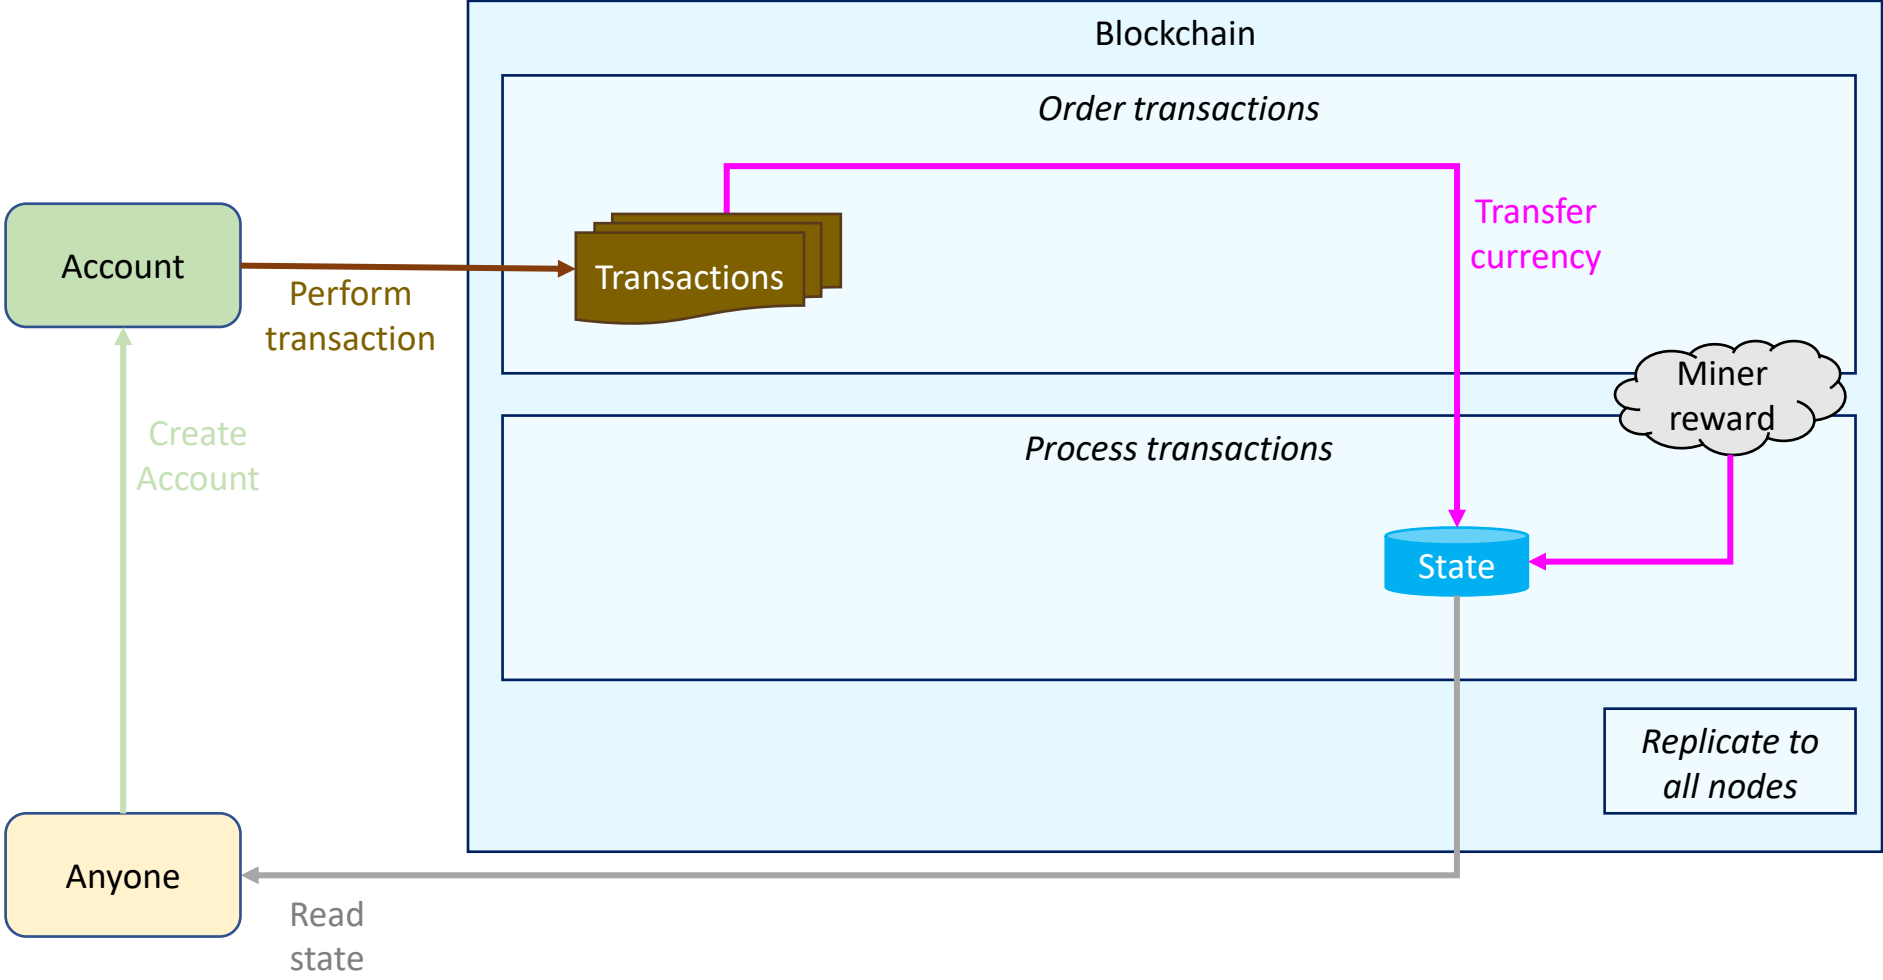 Blockchain
Order transactions
Transfer
currency
Account
Transactions
Perform
transaction
Miner
reward
Create
Account
Process transactions
State
Replicate to
all nodes
Anyone
Read
state